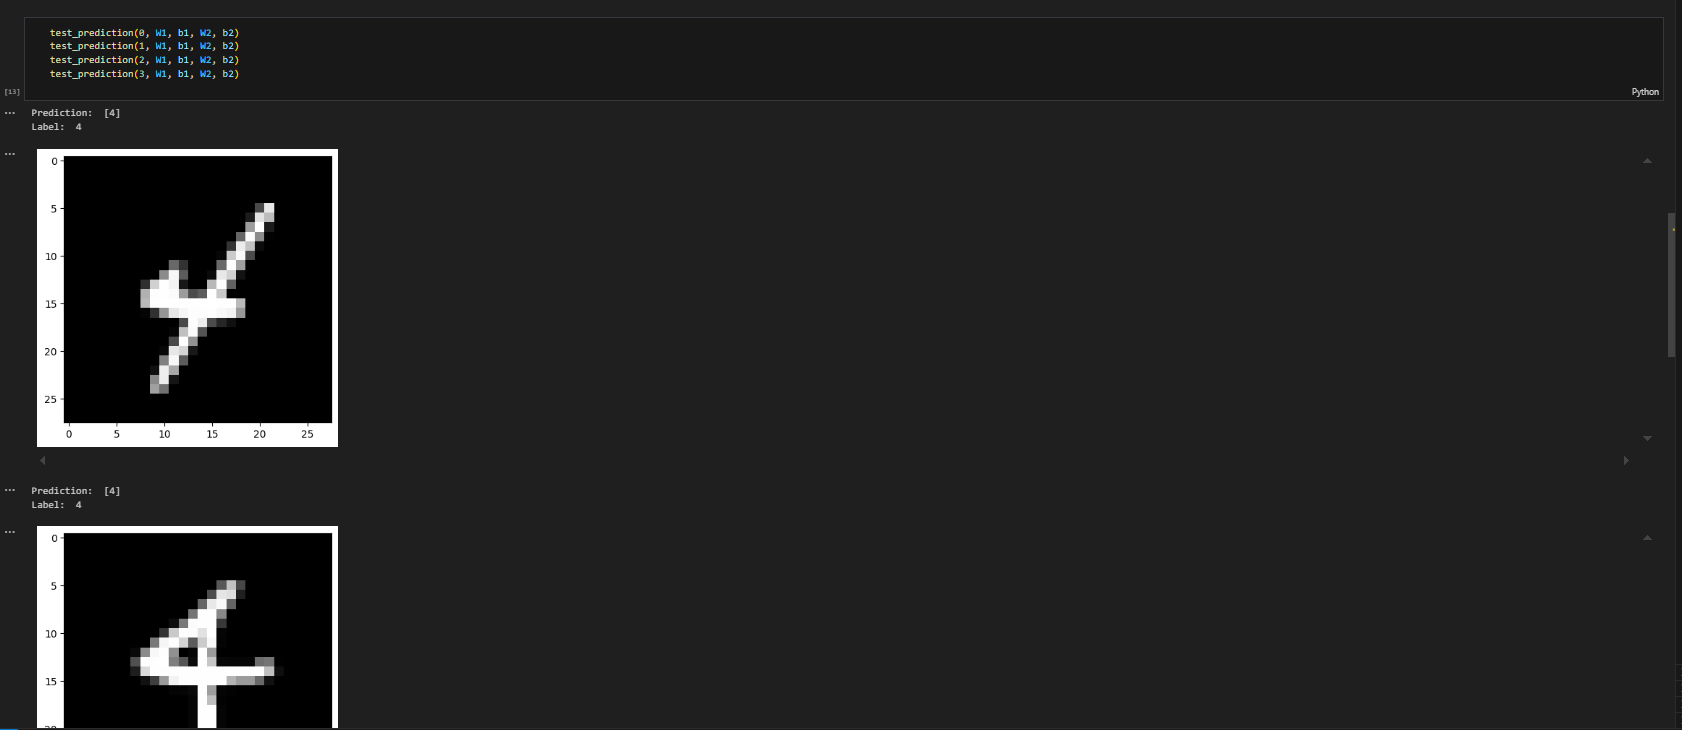 test_prediction(0, W1, b1, W2, b2)
test_prediction(1, W1, b1, W2, b2)
test_prediction(2, W1, b1, W2, b2)
test_prediction(3, W1, b1, W2, b2)
[13]
Python
... Prediction: [4]
Label: 4
...
0
5
10
15
20
25
0 5 10 15 20 25
... Prediction: [4]
Label: 4
...
0
5
10
15
20